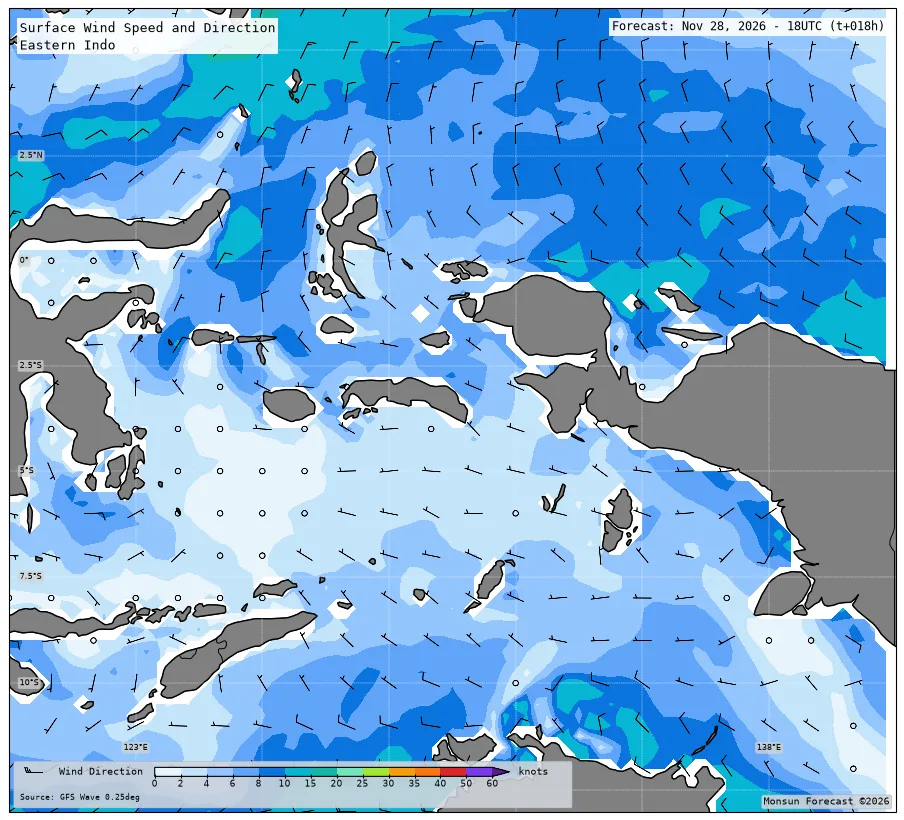 Surface Wind Speed and Direction
Eastern Indo
Forecast: Nov 28, 2026 - 18UTC (t+018h)
2.5°N
0°
2.5°S
5°S
7.5°S
10°S
123°E
138°E
Wind Direction
knots
0 2 4 6 8 10 15 20 25 30 40 50 60
Source: GFS Wave 0.25deg
Monsun Forecast ©2026